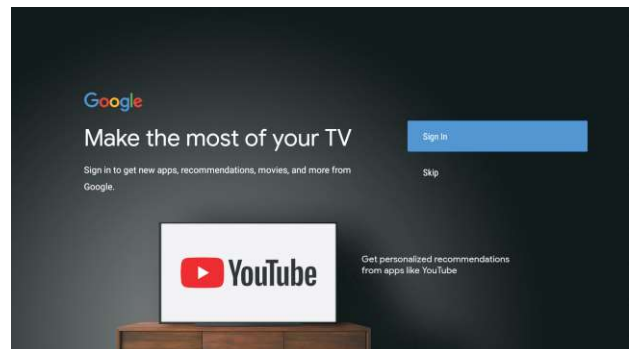 Google
Make the most of your TV
Sign in to get new apps, recommendations, movies, and more from
Google.
Sign In
Skip
YouTube
Get personalized recommendations
from apps like YouTube